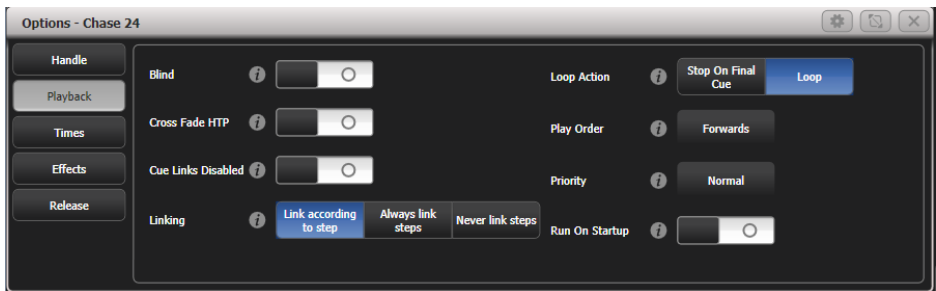 Options - Chase 24
Handle
Playback
Times
Effects
Release
Blind
Cross Fade HTP
Cue Links Disabled
Linking
Link according
to step
Always link
steps
Never link steps
Loop Action
Stop On Final
Cue
Loop
Play Order
Forwards
Priority
Normal
Run On Startup